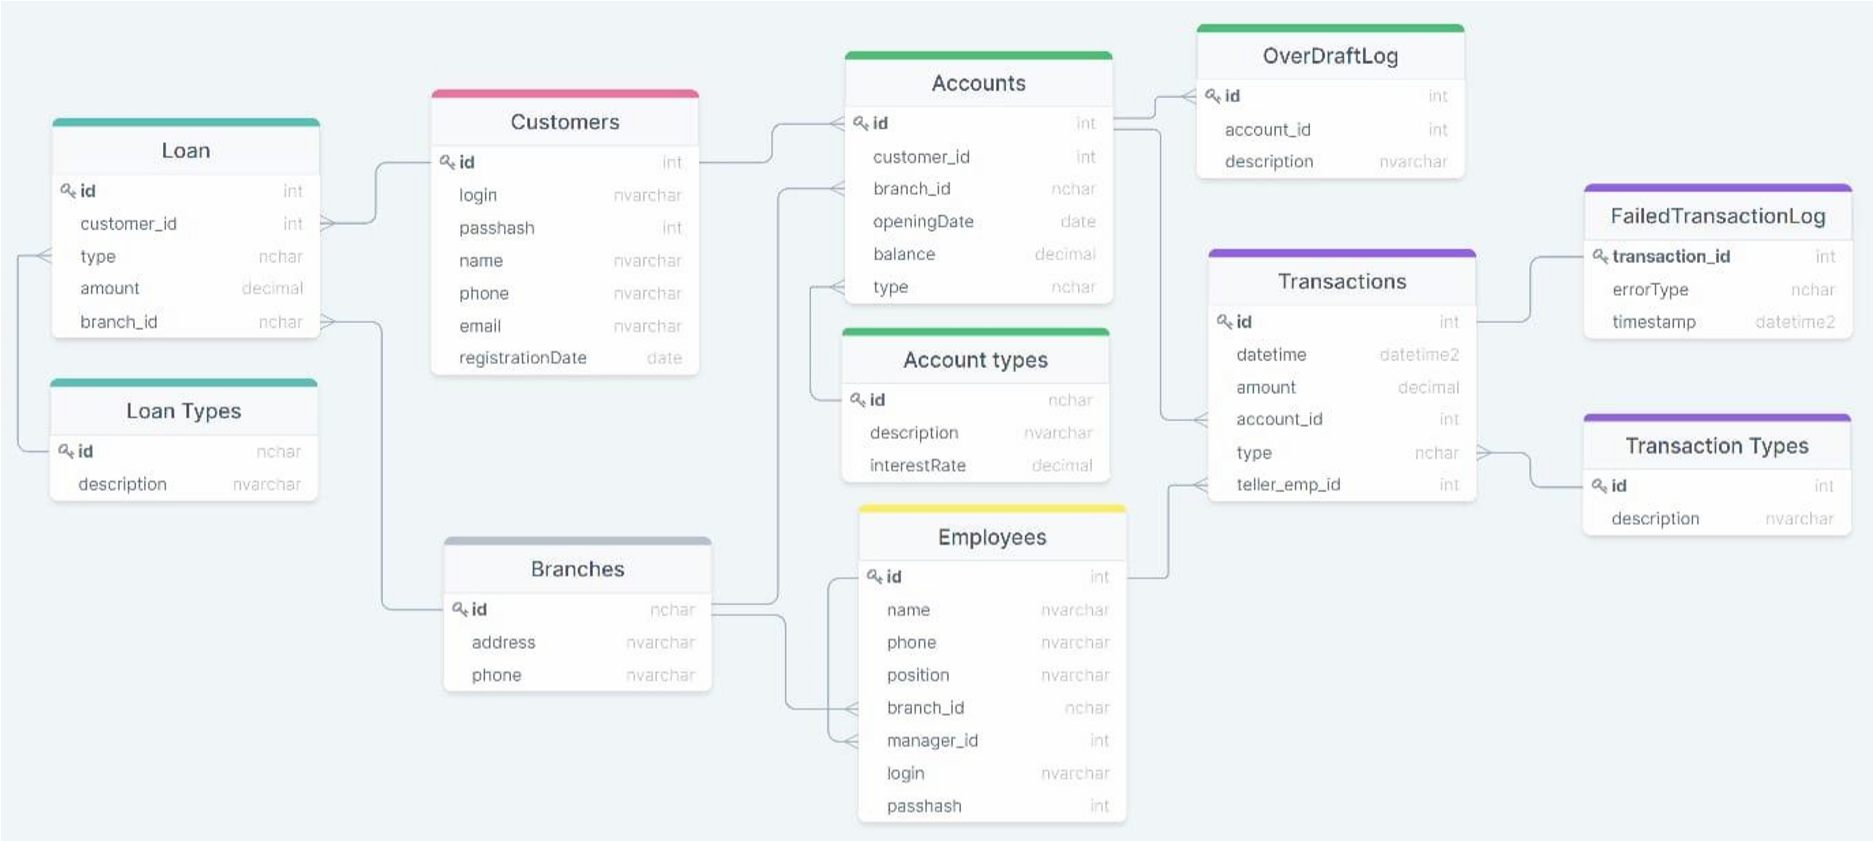 Loan
id int
customer_id int
type nchar
amount decimal
branch_id nchar
Loan Types
id nchar
description nvarchar
Customers
id int
login nvarchar
passhash int
name nvarchar
phone nvarchar
email nvarchar
registrationDate date
Branches
id nchar
address nvarchar
phone nvarchar
Accounts
id int
customer_id int
branch_id nchar
openingDate date
balance decimal
type nchar
Account types
id nchar
description nvarchar
interestRate decimal
Employees
id int
name nvarchar
phone nvarchar
position nvarchar
branch_id nchar
manager_id int
login nvarchar
passhash int
OverDraftLog
id int
account_id int
description nvarchar
Transactions
id int
datetime datetime2
amount decimal
account_id int
type nchar
teller_emp_id int
FailedTransactionLog
transaction_id int
errorType nchar
timestamp datetime2
Transaction Types
id int
description nvarchar